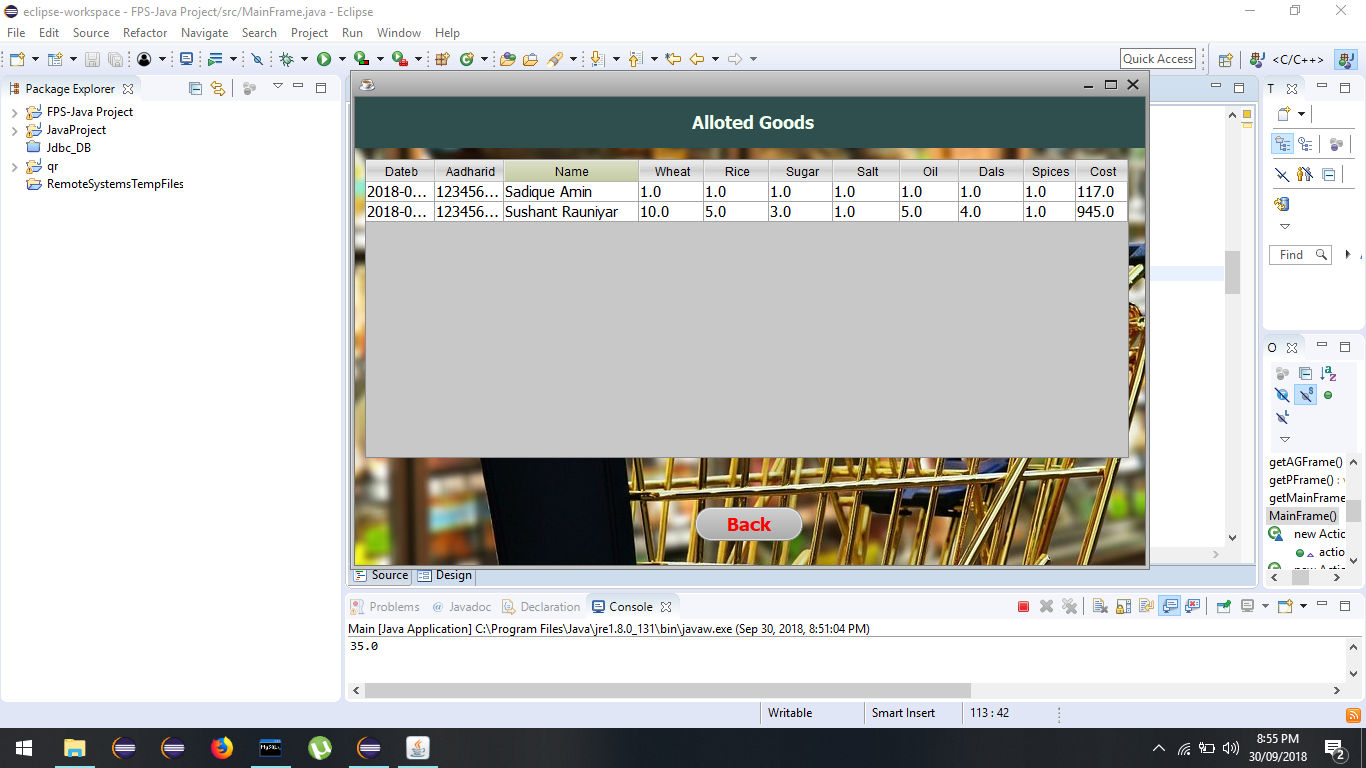 eclipse-workspace - FPS-Java Project/src/MainFrame.java - Eclipse
File Edit Source Refactor Navigate Search Project Run Window Help
Quick Access
<C/C++>
Package Explorer
FPS-Java Project
JavaProject
Jdbc_DB
qr
RemoteSystemsTempFiles
Alloted Goods
Dateb Aadharid Name Wheat Rice Sugar Salt Oil Dals Spices Cost
2018-0... 123456... Sadique Amin 1.0 1.0 1.0 1.0 1.0 1.0 1.0 117.0
2018-0... 123456... Sushant Rauniyar 10.0 5.0 3.0 1.0 5.0 4.0 1.0 945.0
Back
Source Design
T
Find
O
getAGFrame()
getPFrame() :
getMainFrame
MainFrame()
new Actio
actio
new Actio
Problems Javadoc Declaration Console
Main [Java Application] C:\Program Files\Java\jre1.8.0_131\bin\javaw.exe (Sep 30, 2018, 8:51:04 PM)
35.0
Writable Smart Insert 113 : 42
8:55 PM
30/09/2018
2